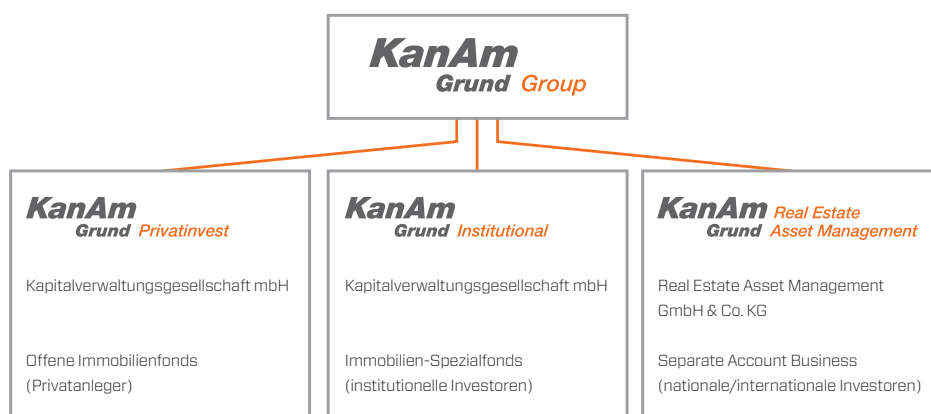 KanAm
Grund Group
KanAm
Grund Privatinvest
Kapitalverwaltungsgesellschaft mbH
Offene Immobilienfonds
(Privatanleger)
KanAm
Grund Institutional
Kapitalverwaltungsgesellschaft mbH
Immobilien-Spezialfonds
(institutionelle Investoren)
KanAm Real Estate
Grund Asset Management
Real Estate Asset Management
GmbH & Co. KG
Separate Account Business
(nationale/internationale Investoren)